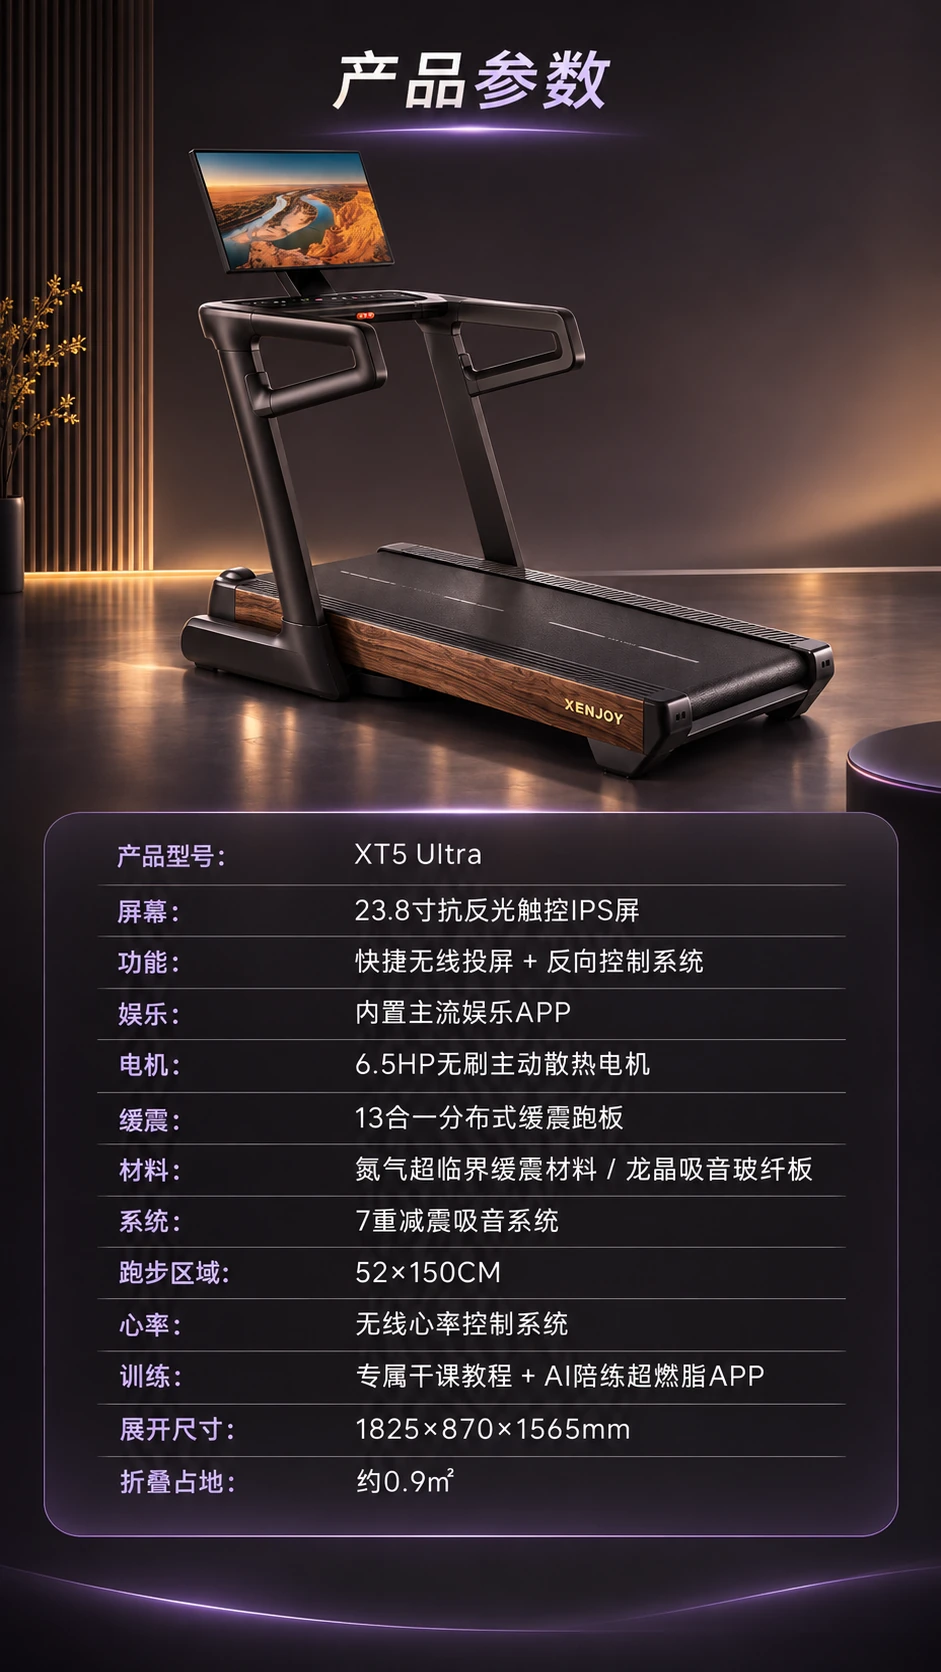 产品参数
XENJOY
产品型号： XT5 Ultra
屏幕： 23.8寸抗反光触控IPS屏
功能： 快捷无线投屏 + 反向控制系统
娱乐： 内置主流娱乐APP
电机： 6.5HP无刷主动散热电机
缓震： 13合一分布式缓震跑板
材料： 氮气超临界缓震材料 / 龙晶吸音玻纤板
系统： 7重减震吸音系统
跑步区域： 52×150CM
心率： 无线心率控制系统
训练： 专属干课教程 + AI陪练超燃脂APP
展开尺寸： 1825×870×1565mm
折叠占地： 约0.9㎡